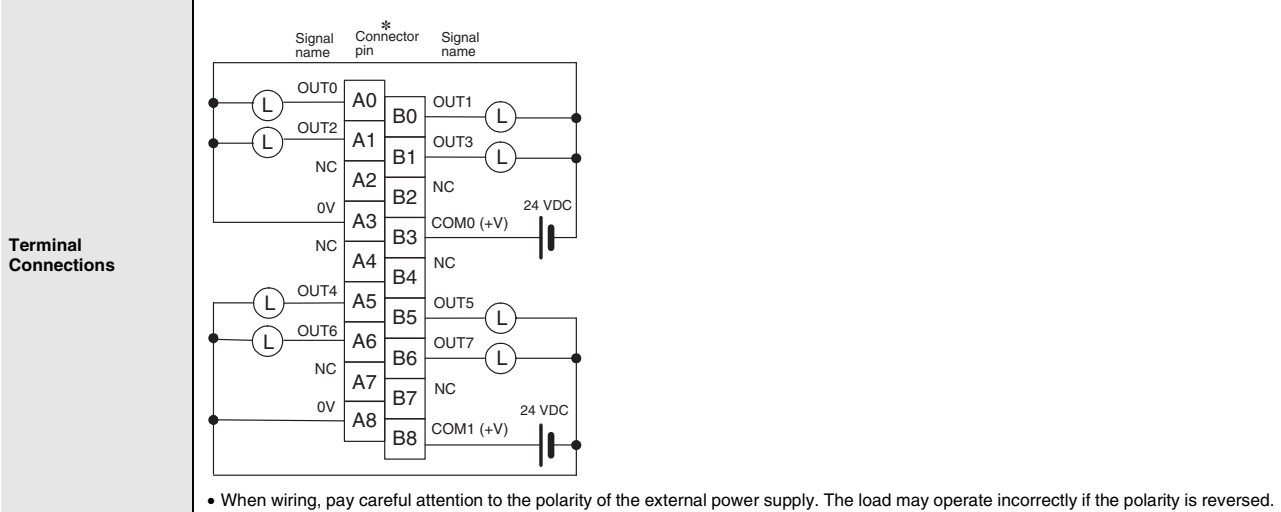 Terminal
Connections
Signal
name
*
Connector
pin
Signal
name
OUT0
A0
B0
OUT1
L
L
OUT2
A1
B1
OUT3
L
L
NC
A2
B2
NC
0V
A3
B3
COM0 (+V)
24 VDC
NC
A4
B4
NC
OUT4
A5
B5
OUT5
L
L
OUT6
A6
B6
OUT7
L
L
NC
A7
B7
NC
0V
A8
B8
COM1 (+V)
24 VDC
• When wiring, pay careful attention to the polarity of the external power supply. The load may operate incorrectly if the polarity is reversed.